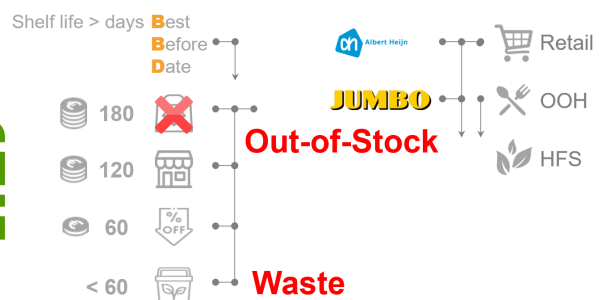 Shelf life > days Best
Before
Date
Albert Heijn
Retail
JUMBO
OOH
180
Out-of-Stock
120
HFS
60
%
OFF
< 60
Waste